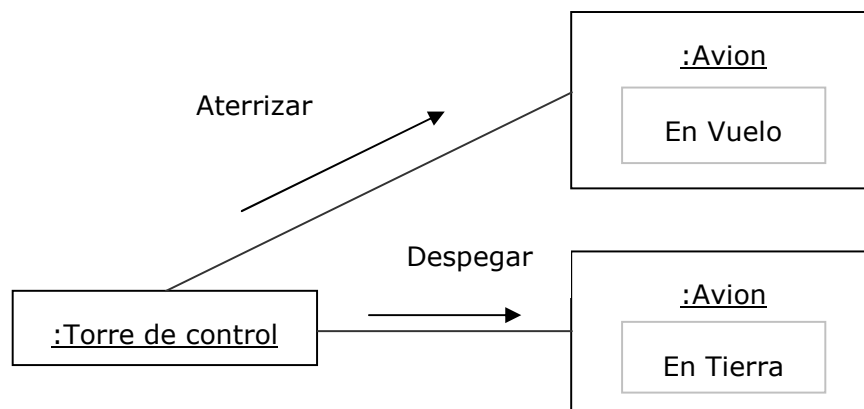 :Avion
Aterrizar
En Vuelo
Despegar
:Avion
:Torre de control
En Tierra